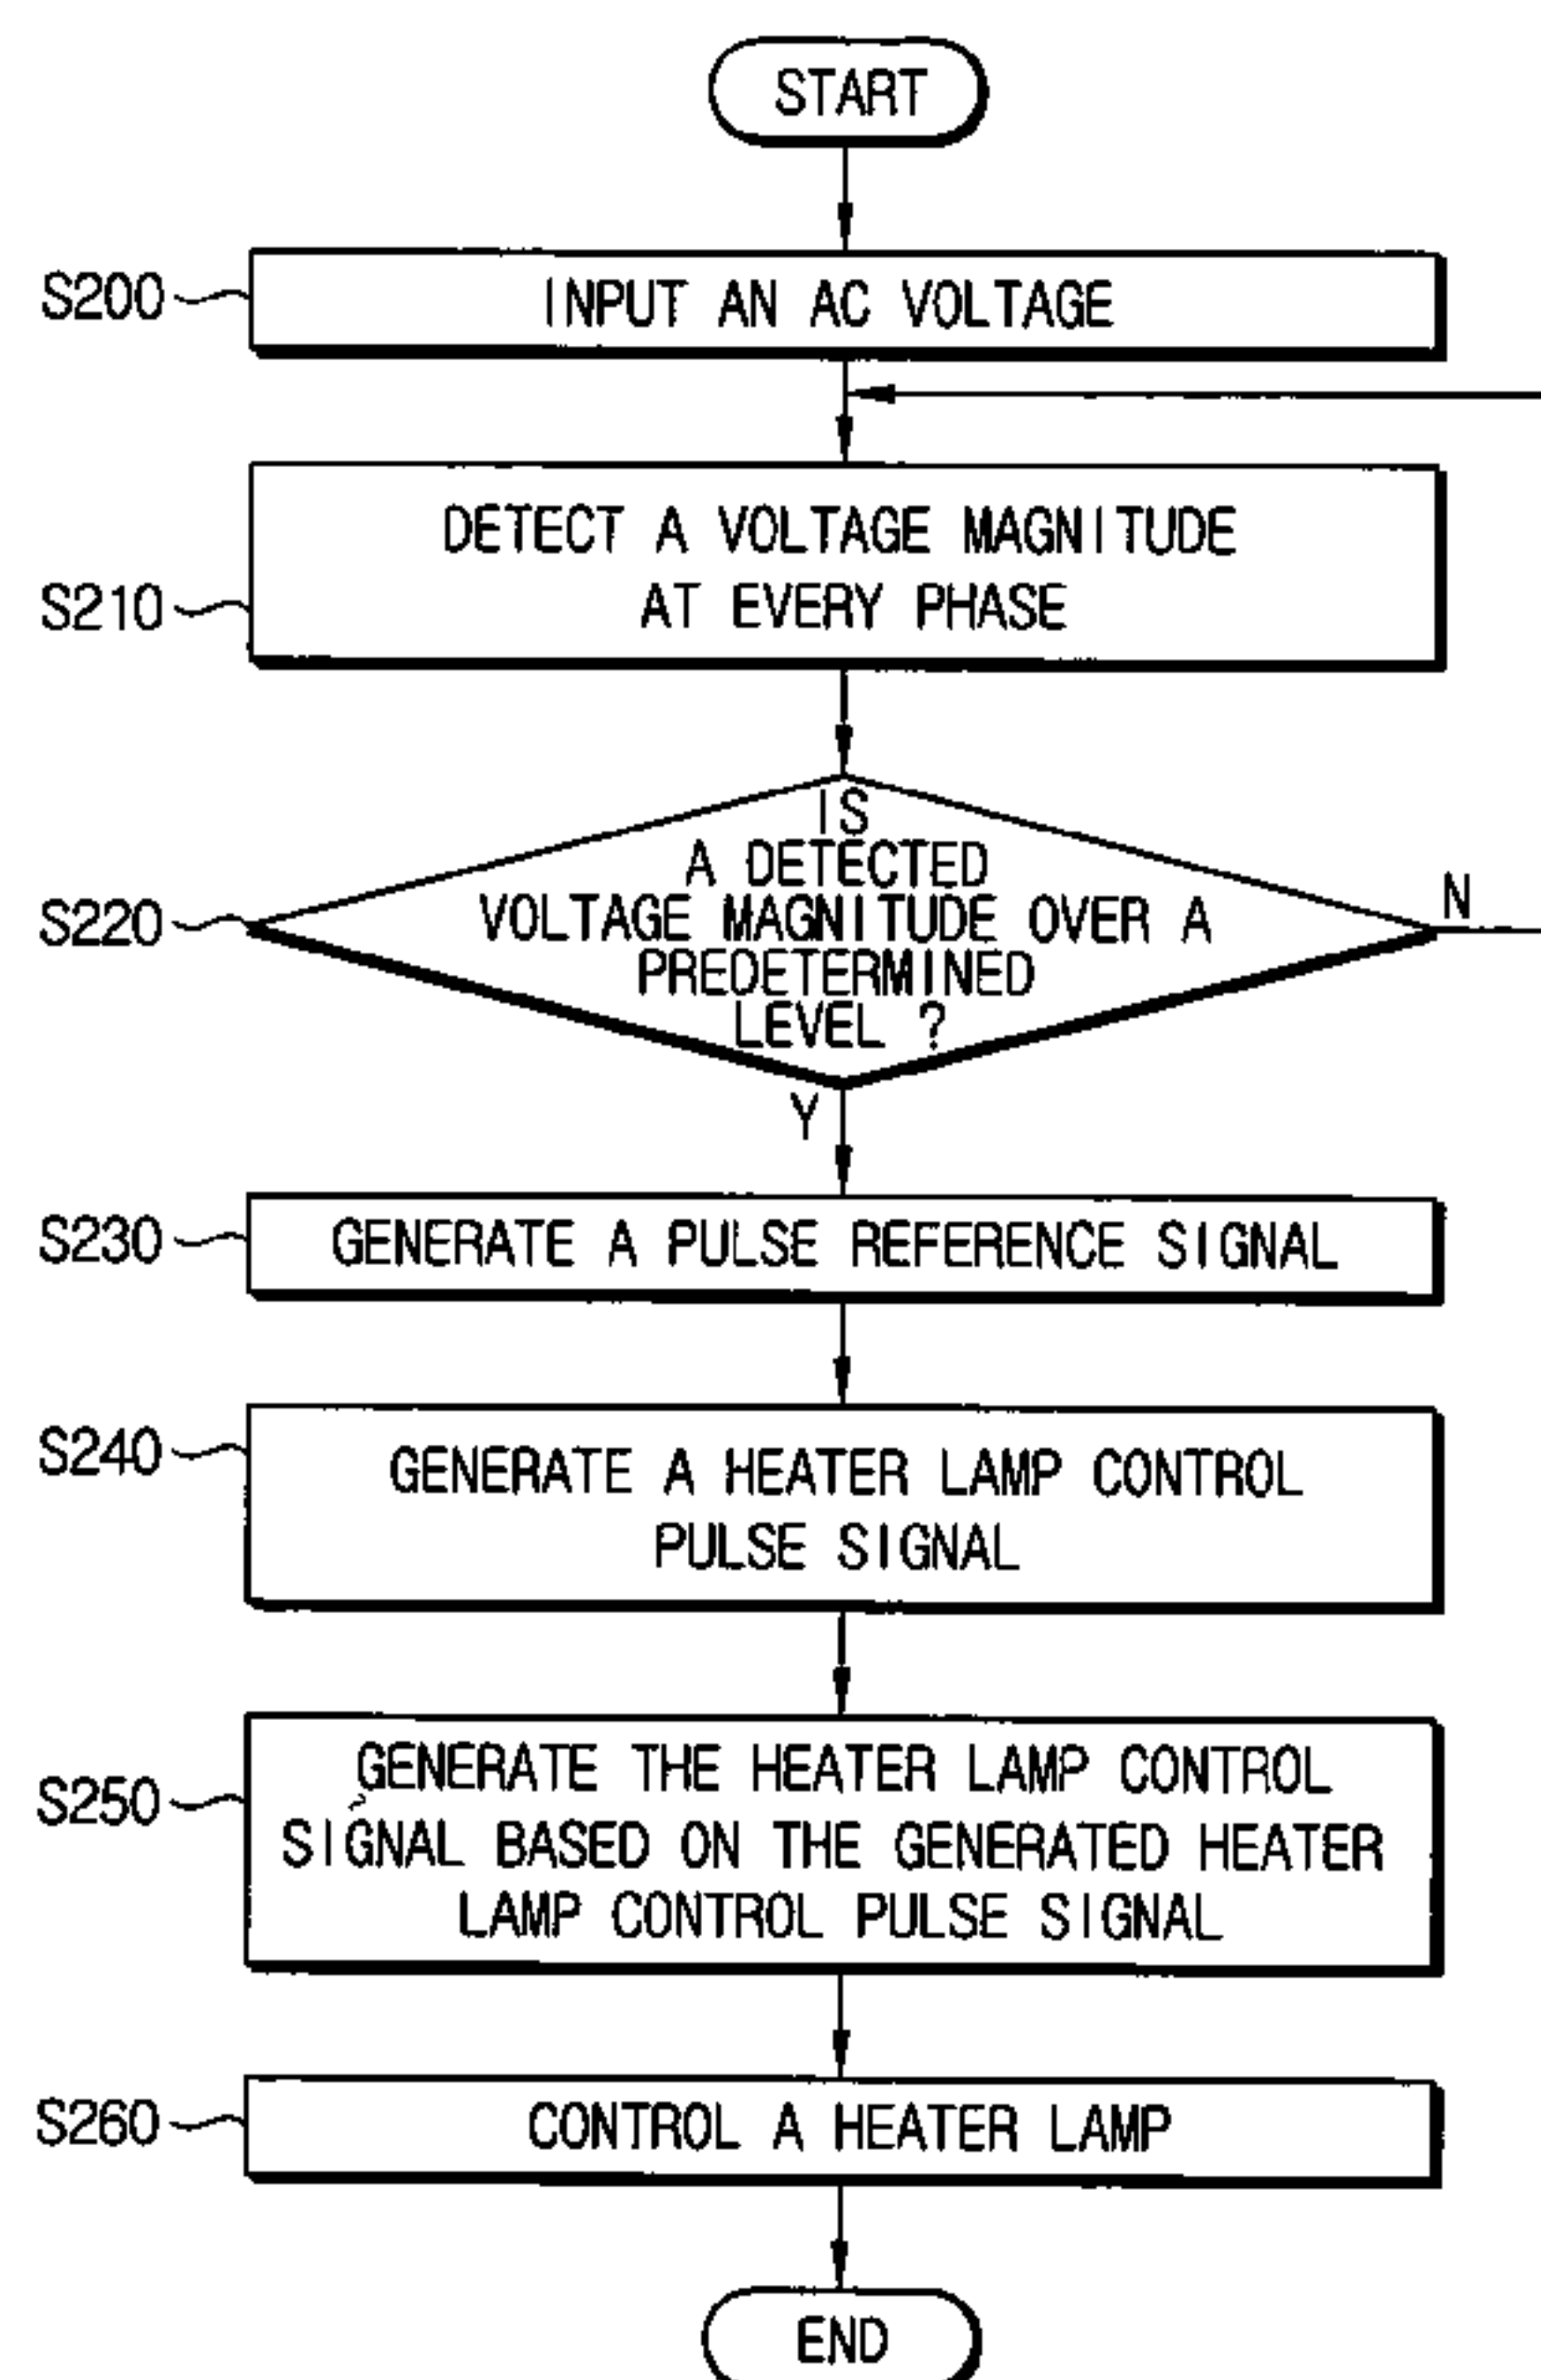 START
S200
INPUT AN AC VOLTAGE
S210
DETECT A VOLTAGE MAGNITUDE
AT EVERY PHASE
S220
IS
A DETECTED
VOLTAGE MAGNITUDE OVER A
PREDETERMINED
LEVEL ?
N
Y
S230
GENERATE A PULSE REFERENCE SIGNAL
S240
GENERATE A HEATER LAMP CONTROL
PULSE SIGNAL
S250
GENERATE THE HEATER LAMP CONTROL
SIGNAL BASED ON THE GENERATED HEATER
LAMP CONTROL PULSE SIGNAL
S260
CONTROL A HEATER LAMP
END